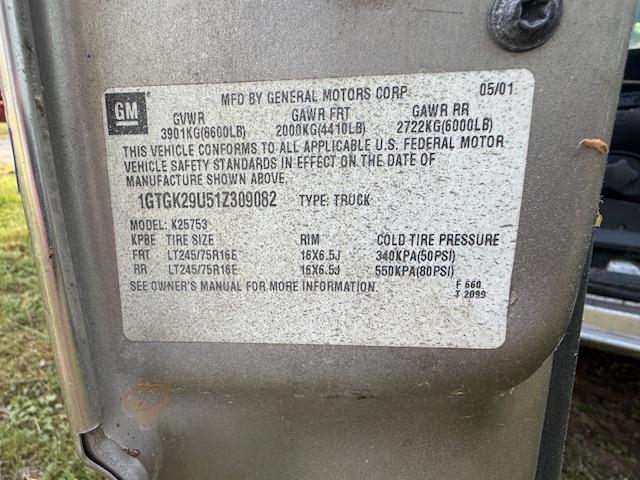 MFD BY GENERAL MOTORS CORP 05/01
GM
GVWR GAWR FRT GAWR RR
3901KG(8600LB) 2000KG(4410LB) 2722KG(6000LB)
THIS VEHICLE CONFORMS TO ALL APPLICABLE U.S. FEDERAL MOTOR
VEHICLE SAFETY STANDARDS IN EFFECT ON THE DATE OF
MANUFACTURE SHOWN ABOVE.
1GTGK29U51Z309082 TYPE: TRUCK
MODEL: K25753
KPBE TIRE SIZE RIM COLD TIRE PRESSURE
FRT LT245/75R16E 16X6.5J 340KPA(50PSI)
RR LT245/75R16E 16X6.5J 550KPA(80PSI)
SEE OWNER'S MANUAL FOR MORE INFORMATION.
F 660
T 2099